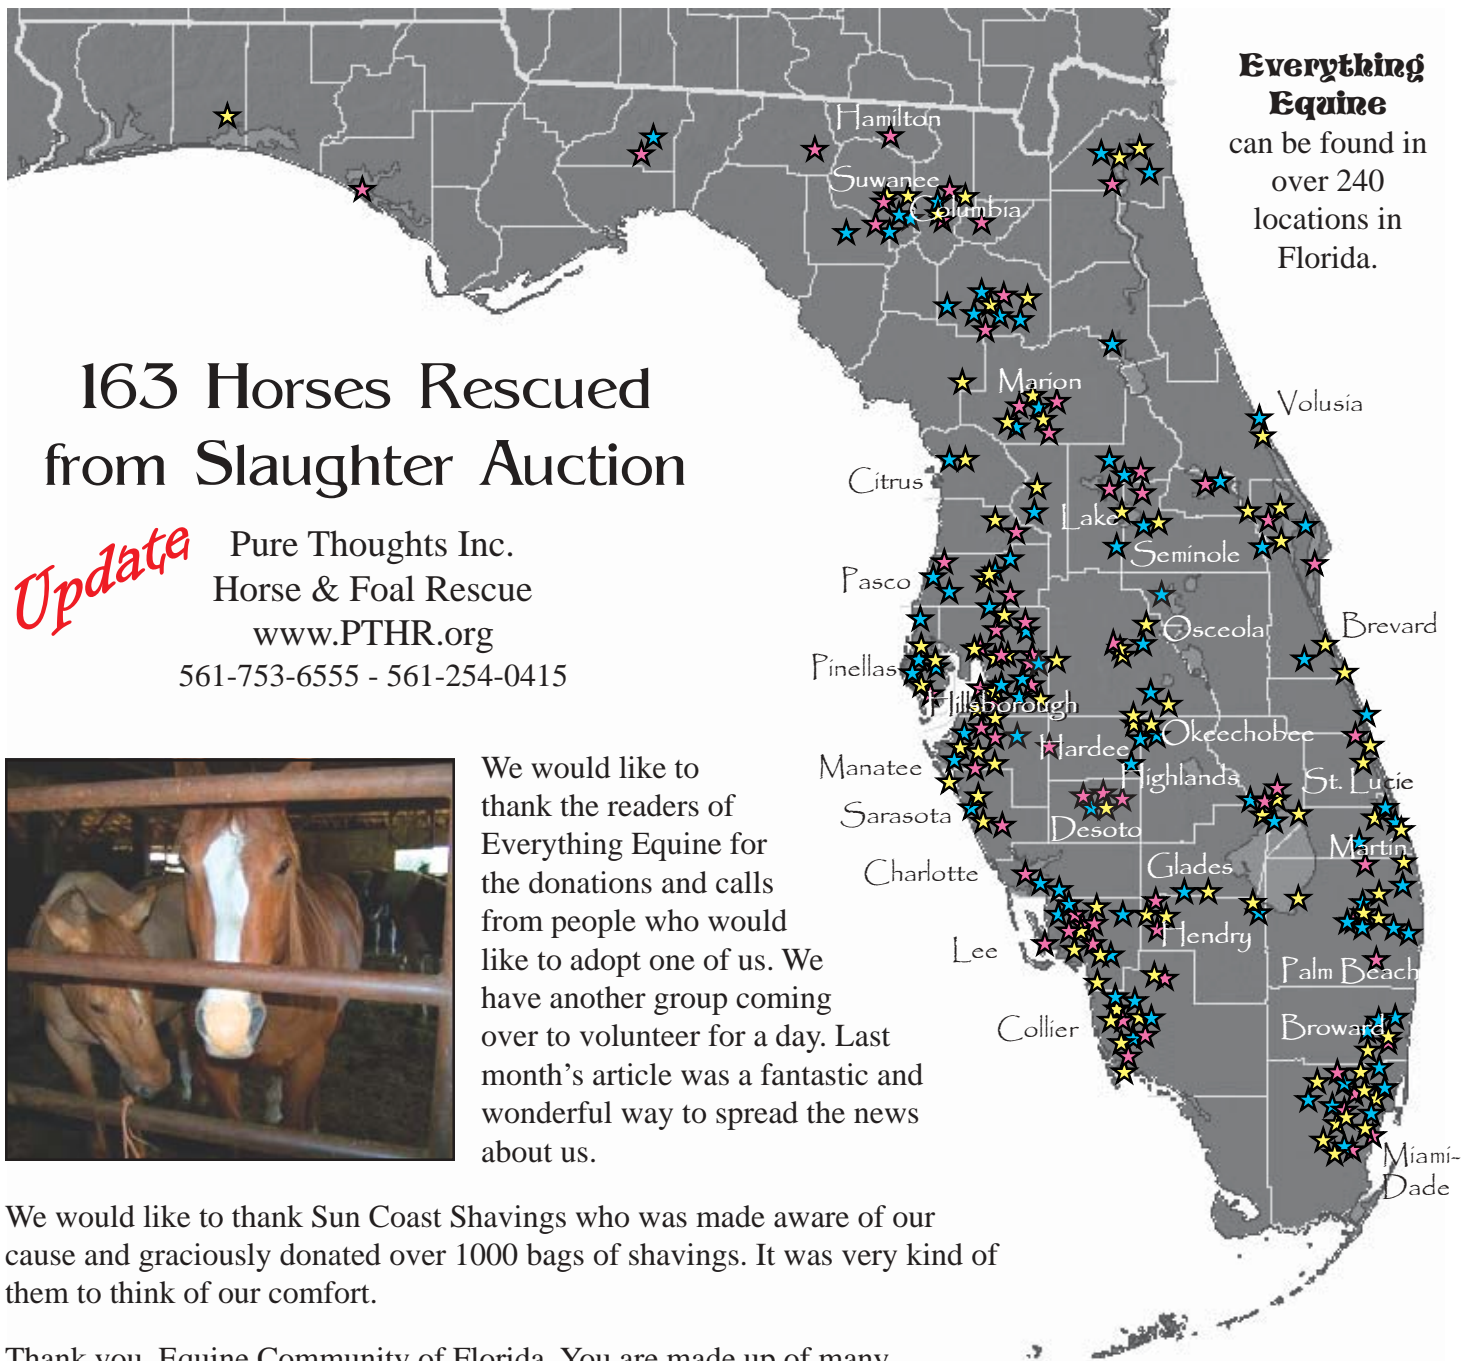 Everything
Equine
can be found in
over 240
locations in
Florida.
Hamilton
Suwanee
Columbia
Marion
Volusia
Citrus
Lake
Seminole
Pasco
Osceola
Brevard
Pinellas
Hillsborough
Okeechobee
Hardee
Manatee
Highlands
St. Lucie
Sarasota
Desoto
Martin
Charlotte
Glades
Hendry
Lee
Palm Beach
Collier
Broward
Miami-
Dade
163 Horses Rescued
from Slaughter Auction
Update
Pure Thoughts Inc.
Horse & Foal Rescue
www.PTHR.org
561-753-6555 - 561-254-0415
We would like to
thank the readers of
Everything Equine for
the donations and calls
from people who would
like to adopt one of us. We
have another group coming
over to volunteer for a day. Last
month’s article was a fantastic and
wonderful way to spread the news
about us.
We would like to thank Sun Coast Shavings who was made aware of our
cause and graciously donated over 1000 bags of shavings. It was very kind of
them to think of our comfort.
Thank you, Equine Community of Florida. You are made up of many